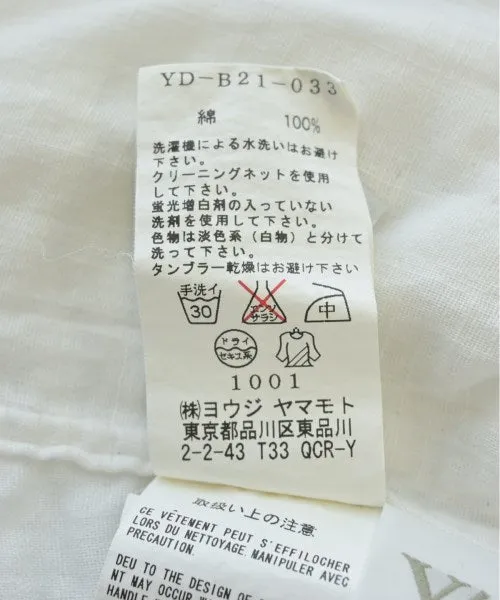 YD-B21-033
綿 100%
洗濯機による水洗いはお避け
下さい。
クリーニングネットを使用
して下さい。
蛍光増白剤の入っていない
洗剤を使用して下さい。
色物は淡色系(白物)と分けて
洗って下さい。
タンブラー乾燥はお避け下さい
手洗イ
30
エンソ
サラシ
中
ドライ
セキユ系
1001
(株)ヨウジ ヤマモト
東京都品川区東品川
2-2-43 T33 QCR-Y
取扱い上の注意
CE VÊTEMENT PEUT S'EFFILOCHER
LORS DU NETTOYAGE. MANIPULER AVEC
PRECAUTION.
DEU TO THE DESIGN OF
NT MAY OCCUR
HANDLE